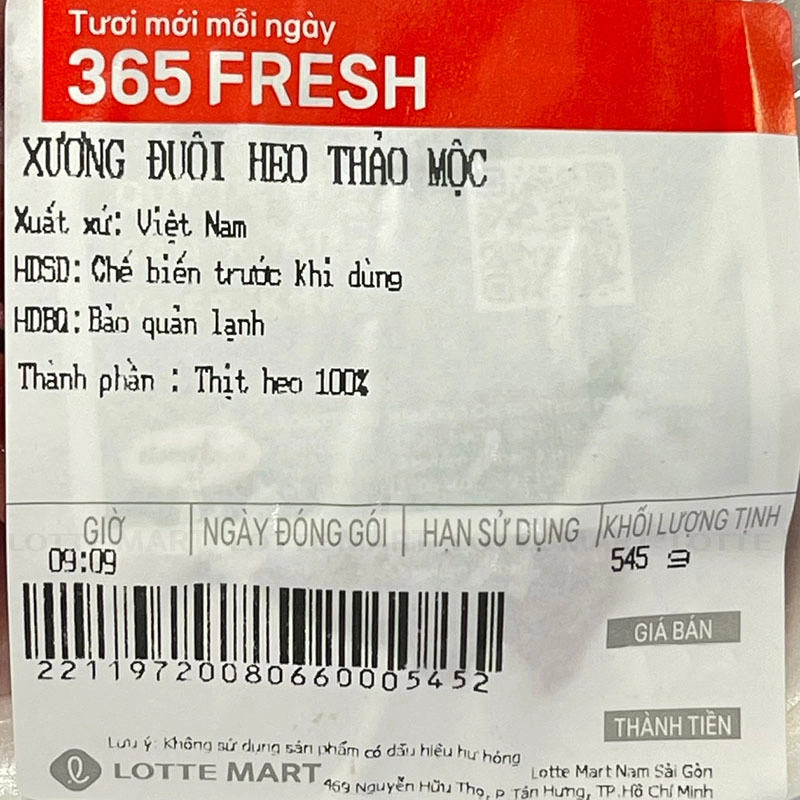 Tươi mới mỗi ngày
365 FRESH
XƯƠNG ĐUÔI HEO THẢO MỘC
Xuất xứ: Việt Nam
HDSD: Chế biến trước khi dùng
HDBQ: Bảo quản lạnh
Thành phần : Thịt heo 100%
GIỜ NGÀY ĐÓNG GÓI HẠN SỬ DỤNG KHỐI LƯỢNG TỊNH
09:09 545 g
GIÁ BÁN
22119720080660005452
THÀNH TIỀN
Lưu ý: Không sử dụng sản phẩm có dấu hiệu hư hỏng
LOTTE MART
Lotte Mart Nam Sài Gòn
469 Nguyễn Hữu Thọ, P Tân Hưng, TP.Hồ Chí Minh